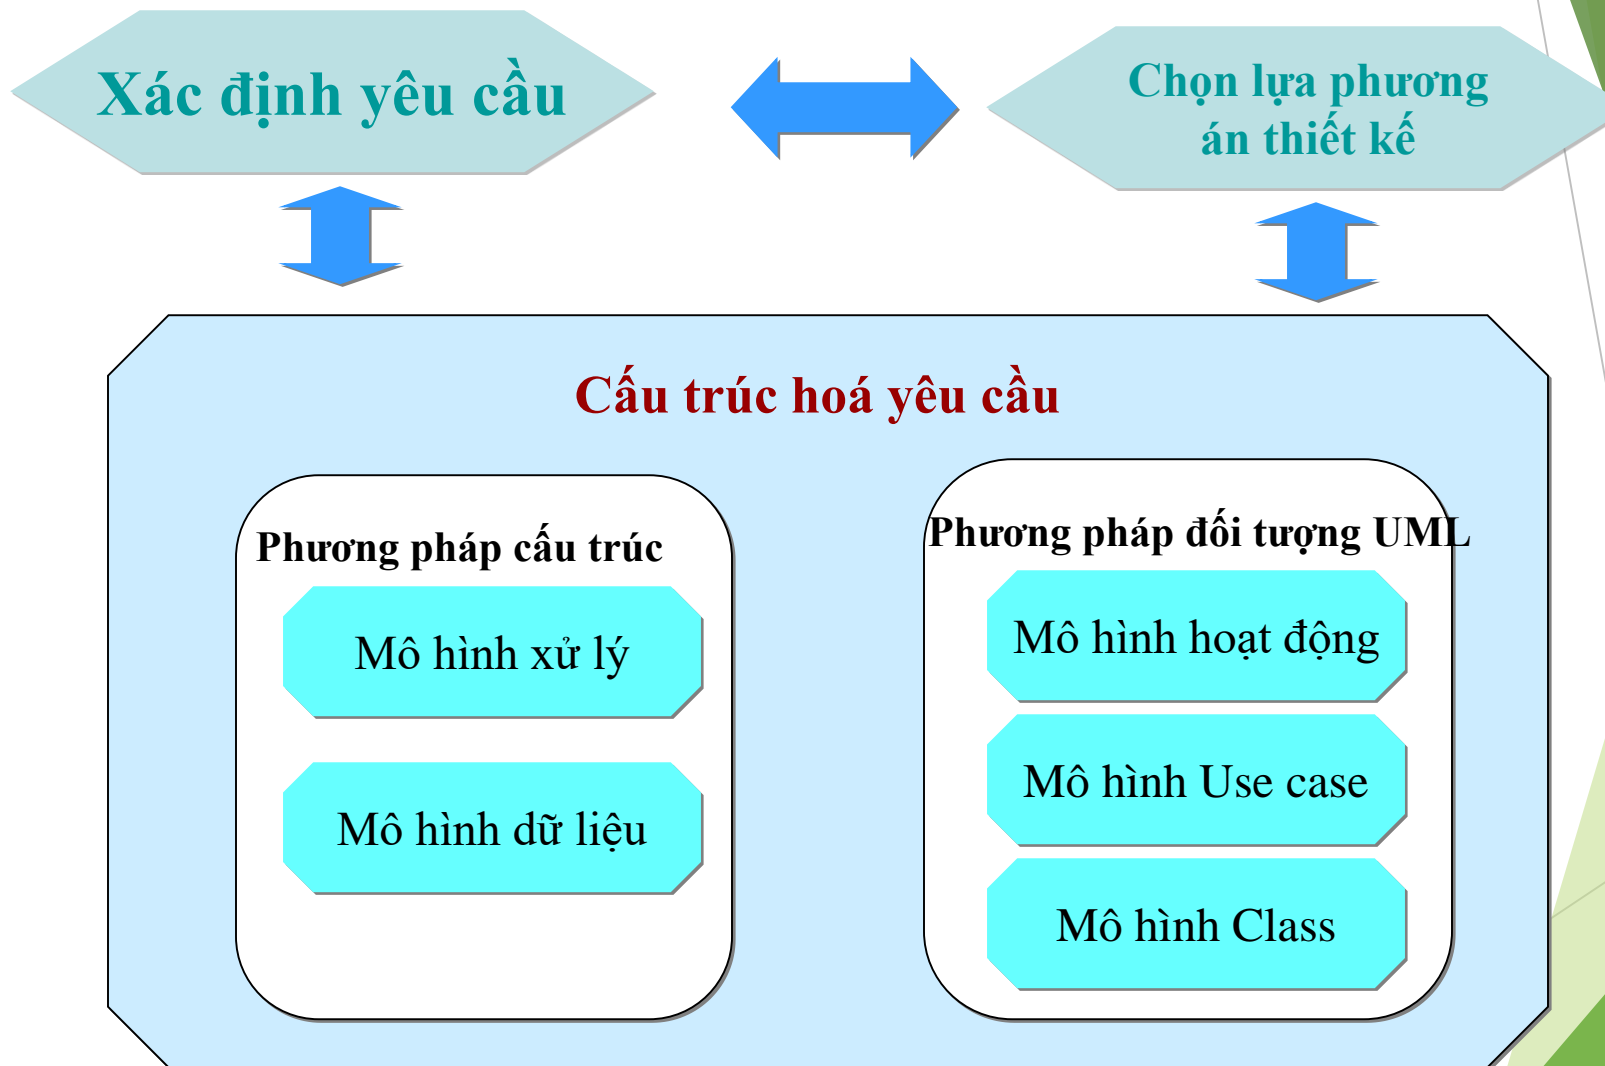 Xác định yêu cầu
Chọn lựa phương
án thiết kế
Cấu trúc hoá yêu cầu
Phương pháp cấu trúc
Mô hình xử lý
Mô hình dữ liệu
Phương pháp đối tượng UML
Mô hình hoạt động
Mô hình Use case
Mô hình Class